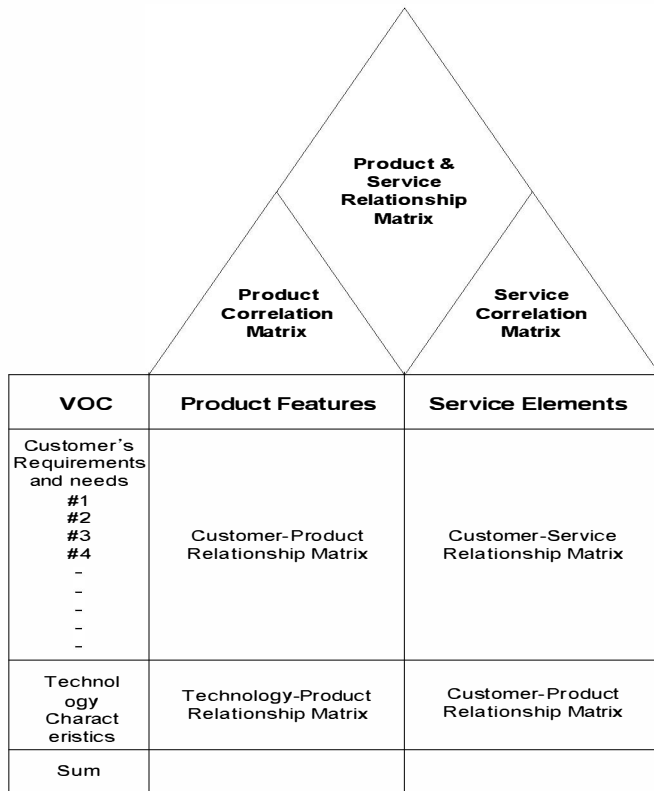 Product &
Service
Relationship
Matrix
Product
Correlation
Matrix
Service
Correlation
Matrix
VOC
Product Features
Service Elements
Customer's
Requirements
and needs
#1
#2
#3
#4
-
-
-
-
-
Customer-Product
Relationship Matrix
Customer-Service
Relationship Matrix
Technol
ogy
Charact
eristics
Technology-Product
Relationship Matrix
Customer-Product
Relationship Matrix
Sum